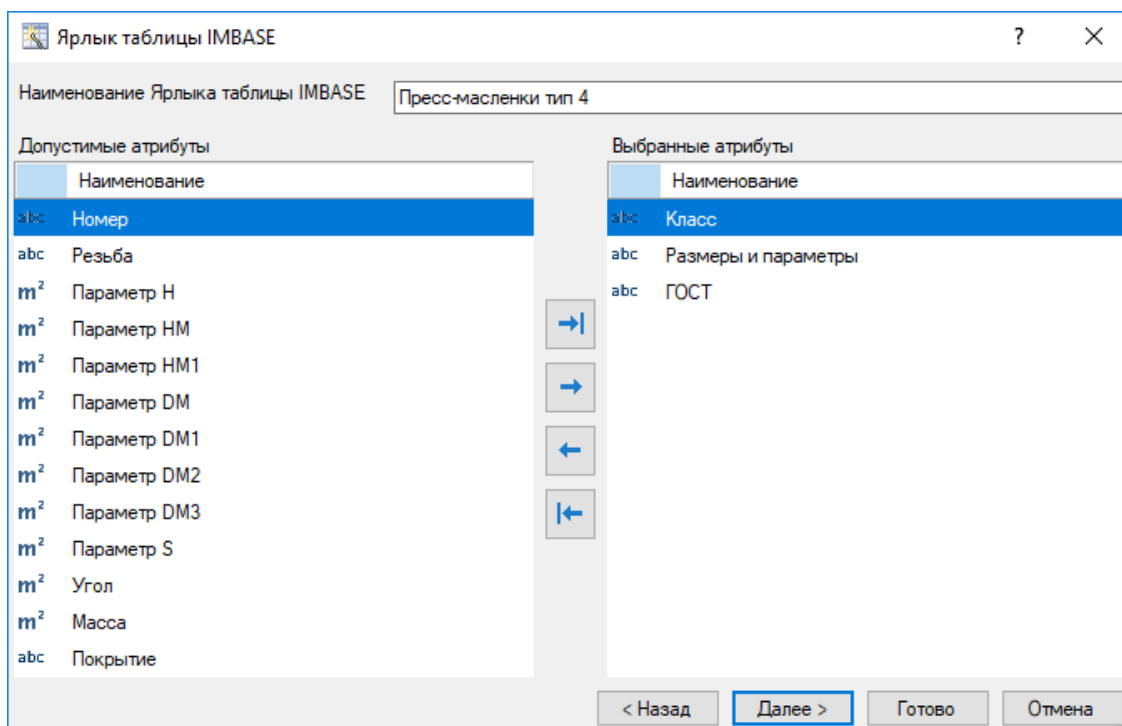 Ярлык таблицы IMBASE
?
Наименование Ярлыка таблицы IMBASE
Пресс-масленки тип 4
Допустимые атрибуты
Наименование
abc Номер
abc Резьба
m² Параметр H
m² Параметр HM
m² Параметр HM1
m² Параметр DM
m² Параметр DM1
m² Параметр DM2
m² Параметр DM3
m² Параметр S
m² Угол
m² Масса
abc Покрытие
Выбранные атрибуты
Наименование
abc Класс
abc Размеры и параметры
abc ГОСТ
< Назад
Далее >
Готово
Отмена